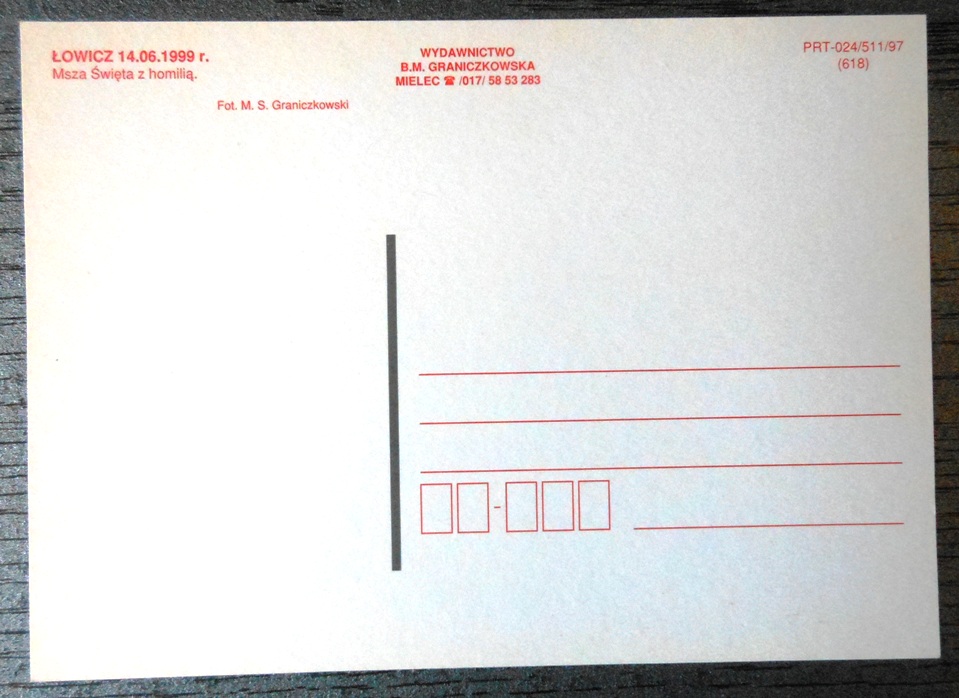 ŁOWICZ 14.06.1999 r.
Msza Święta z homilią.
Fot. M. S. Graniczkowski
WYDAWNICTWO
B.M. GRANICZKOWSKA
MIELEC ☎ /017/ 58 53 283
PRT-024/511/97
(618)
-